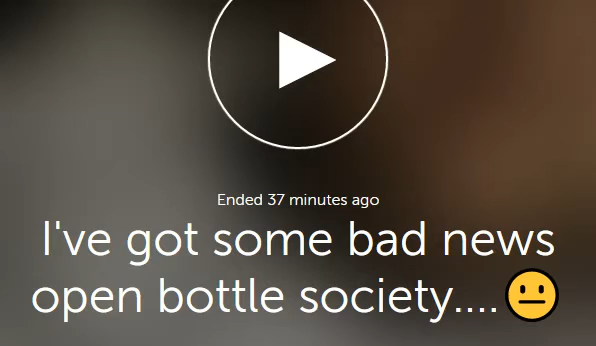 Ended 37 minutes ago
I've got some bad news
open bottle society....😐